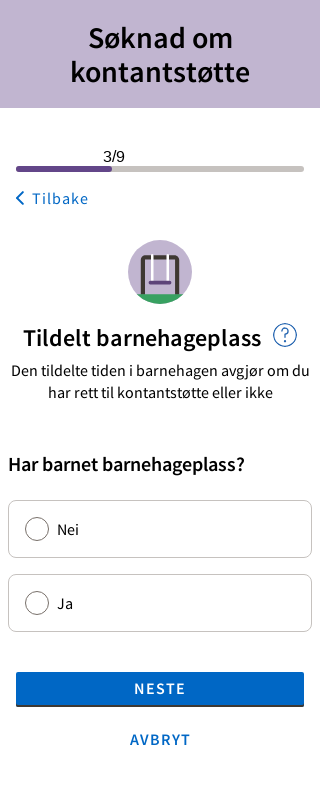 Søknad om
kontantstøtte
3/9
Tilbake
Tildelt barnehageplass ?
Den tildelte tiden i barnehagen avgjør om du
har rett til kontantstøtte eller ikke
Har barnet barnehageplass?
Nei
Ja
NESTE
AVBRYT